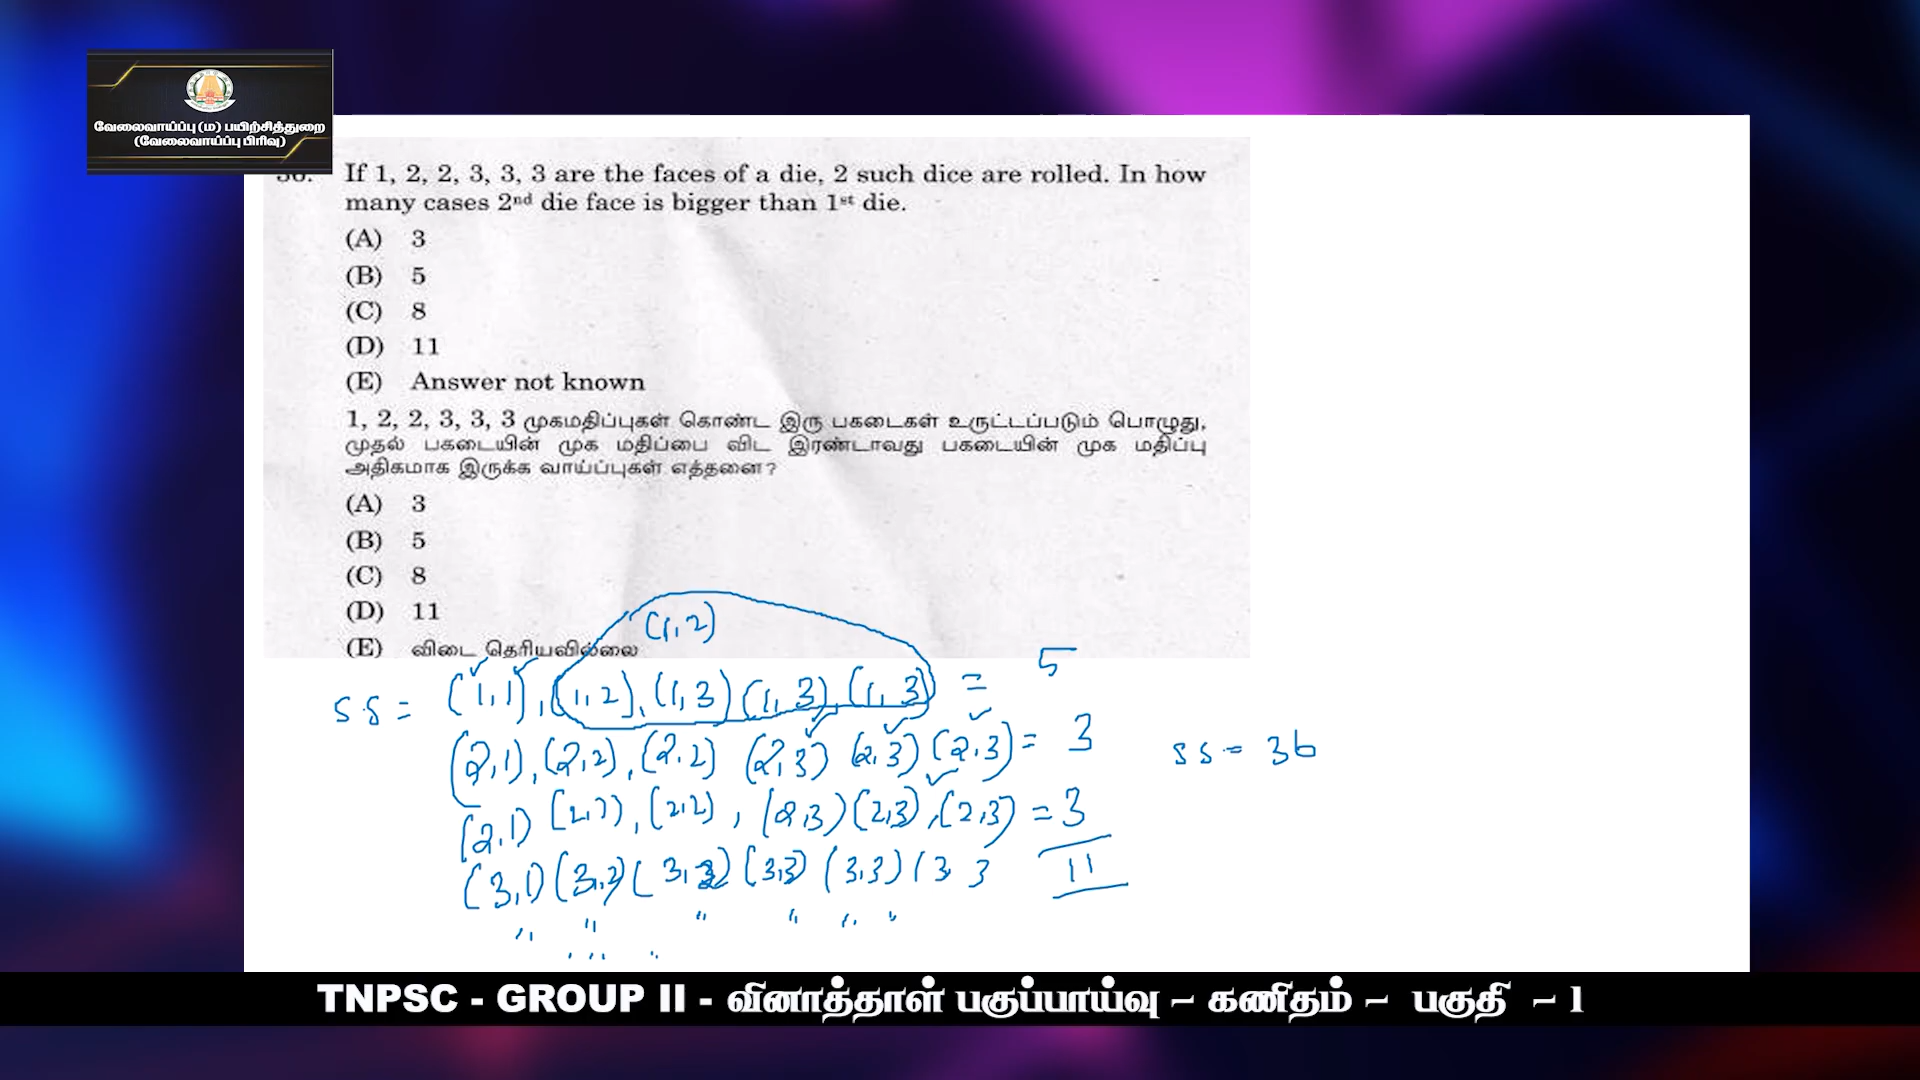 வேலைவாய்ப்பு (ம) பயிற்சித்துறை
(வேலைவாய்ப்பு பிரிவு)
If 1, 2, 2, 3, 3, 3 are the faces of a die, 2 such dice are rolled. In how
many cases 2nd die face is bigger than 1st die.
(A) 3
(B) 5
(C) 8
(D) 11
(E) Answer not known
1, 2, 2, 3, 3, 3 முகமதிப்புகள் கொண்ட இரு பகடைகள் உருட்டப்படும் பொழுது,
முதல் பகடையின் முக மதிப்பை விட இரண்டாவது பகடையின் முக மதிப்பு
அதிகமாக இருக்க வாய்ப்புகள் எத்தனை?
(A) 3
(B) 5
(C) 8
(D) 11
(1,2)
(E) விடை தெரியவில்லை
SS = (1,1), (1,2), (1,3) (1,3), (1,3) = 5
(2,1), (2,2), (2,2) (2,3) (2,3) (2,3) = 3
SS = 36
(2,1) (2,2), (2,2), (2,3) (2,3), (2,3) = 3
(3,1) (3,2) (3,2) (3,3) (3,3) (3 3 11
" " " " " "
TNPSC - GROUP II - வினாத்தாள் பகுப்பாய்வு – கணிதம் – பகுதி – 1